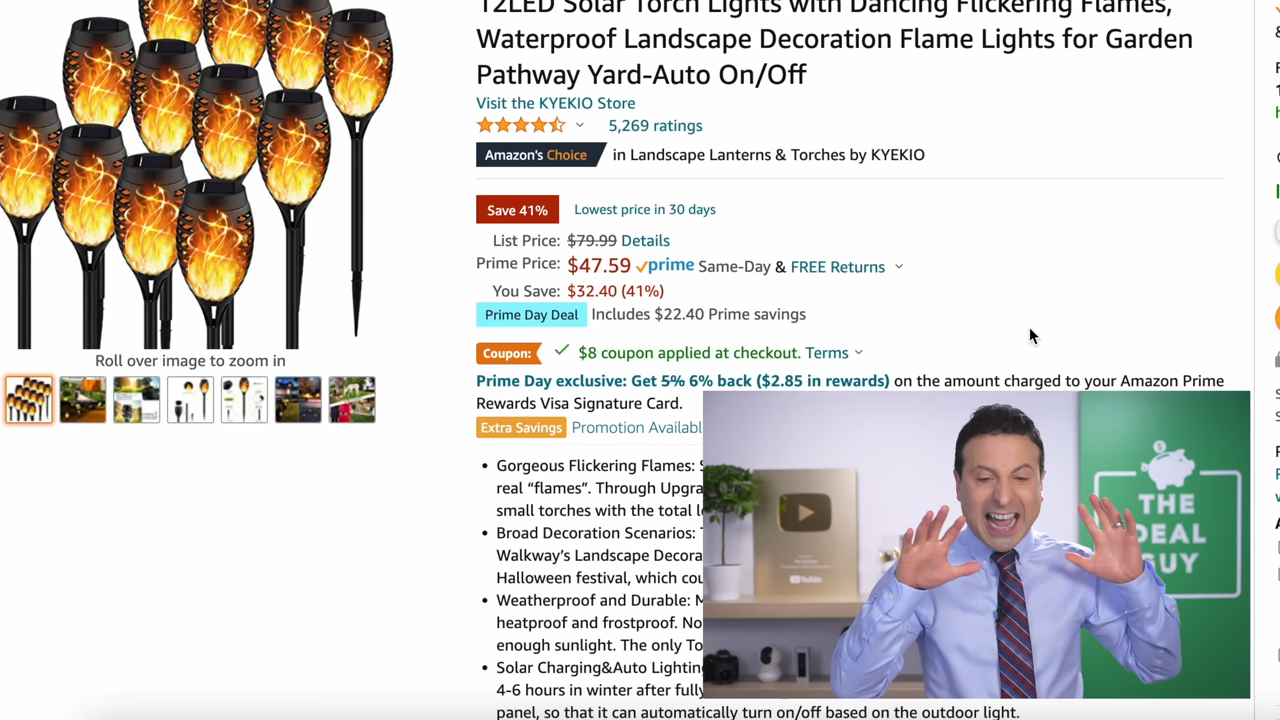 12LED Solar Torch Lights with Dancing Flickering Flames,
Waterproof Landscape Decoration Flame Lights for Garden
Pathway Yard-Auto On/Off
Visit the KYEKIO Store
5,269 ratings
Amazon's Choice in Landscape Lanterns & Torches by KYEKIO
Save 41% Lowest price in 30 days
List Price: $79.99 Details
Prime Price: $47.59 prime Same-Day & FREE Returns
You Save: $32.40 (41%)
Prime Day Deal Includes $22.40 Prime savings
Roll over image to zoom in
Coupon: $8 coupon applied at checkout. Terms
Prime Day exclusive: Get 5% 6% back ($2.85 in rewards) on the amount charged to your Amazon Prime
Rewards Visa Signature Card.
Extra Savings Promotion Availabl
• Gorgeous Flickering Flames: S
real “flames”. Through Upgra
small torches with the total l
• Broad Decoration Scenarios: T
Walkway’s Landscape Decora
Halloween festival, which cou
• Weatherproof and Durable: M
heatproof and frostproof. No
enough sunlight. The only To
• Solar Charging&Auto Lighting
4-6 hours in winter after fully
panel, so that it can automatically turn on/off based on the outdoor light.
THE
DEAL
GUY
YouTube